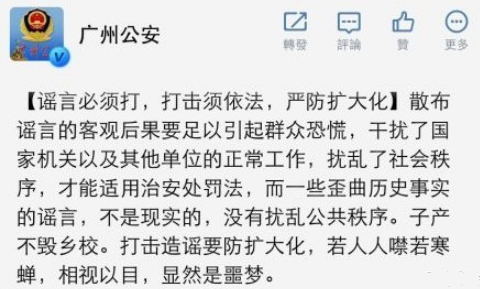 广州公安
轉發 評論 贊 更多
【谣言必须打，打击须依法，严防扩大化】散布
谣言的客观后果要足以引起群众恐慌，干扰了国
家机关以及其他单位的正常工作，扰乱了社会秩
序，才能适用治安处罚法，而一些歪曲历史事实
的谣言，不是现实的，没有扰乱公共秩序。子产
不毁乡校。打击造谣要防扩大化，若人人噤若寒
蝉，相视以目，显然是噩梦。